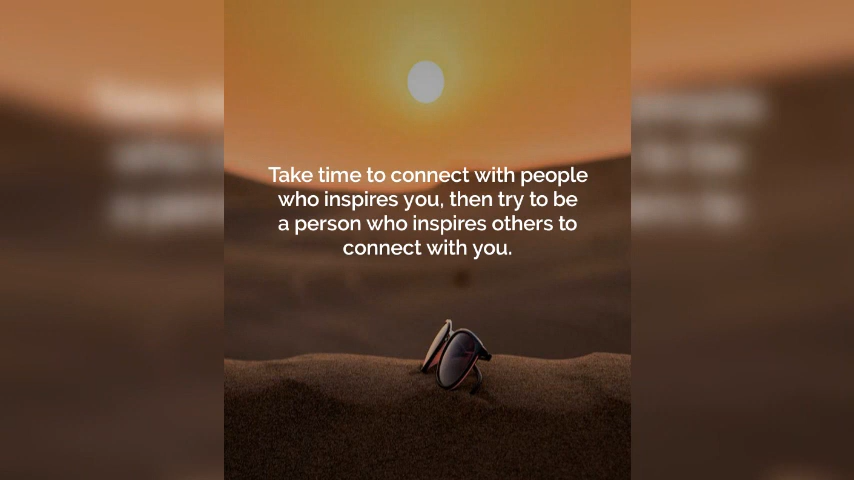 Take time to connect with people
who inspires you, then try to be
a person who inspires others to
connect with you.